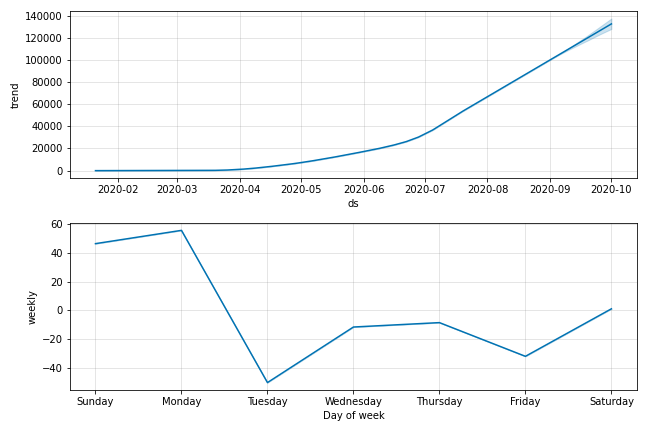 140000
120000
100000
80000
60000
40000
20000
0
trend
2020-02 2020-03 2020-04 2020-05 2020-06 2020-07 2020-08 2020-09 2020-10
ds
60
40
20
0
−20
−40
weekly
Sunday Monday Tuesday Wednesday Thursday Friday Saturday
Day of week